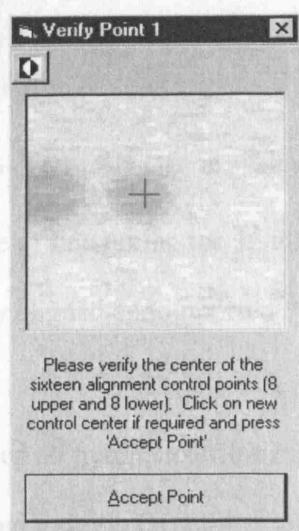 Verify Point 1
Please verify the center of the
sixteen alignment control points (8
upper and 8 lower). Click on new
control center if required and press
'Accept Point'
Accept Point